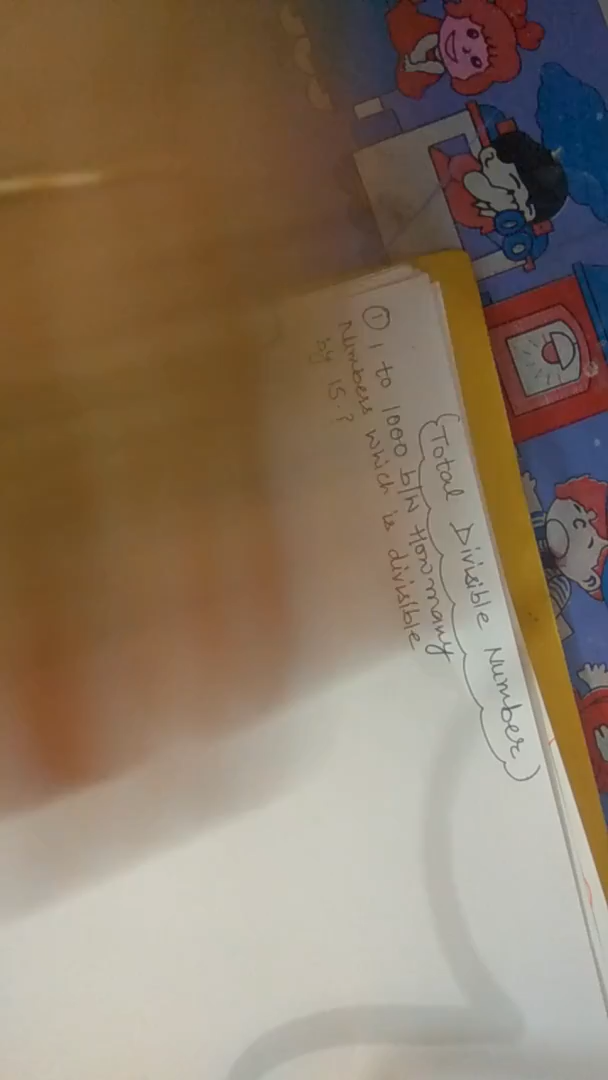 (Total Divisible Number)
① 1 to 1000 b/w How many
Numbers which is divisible
by 15.?